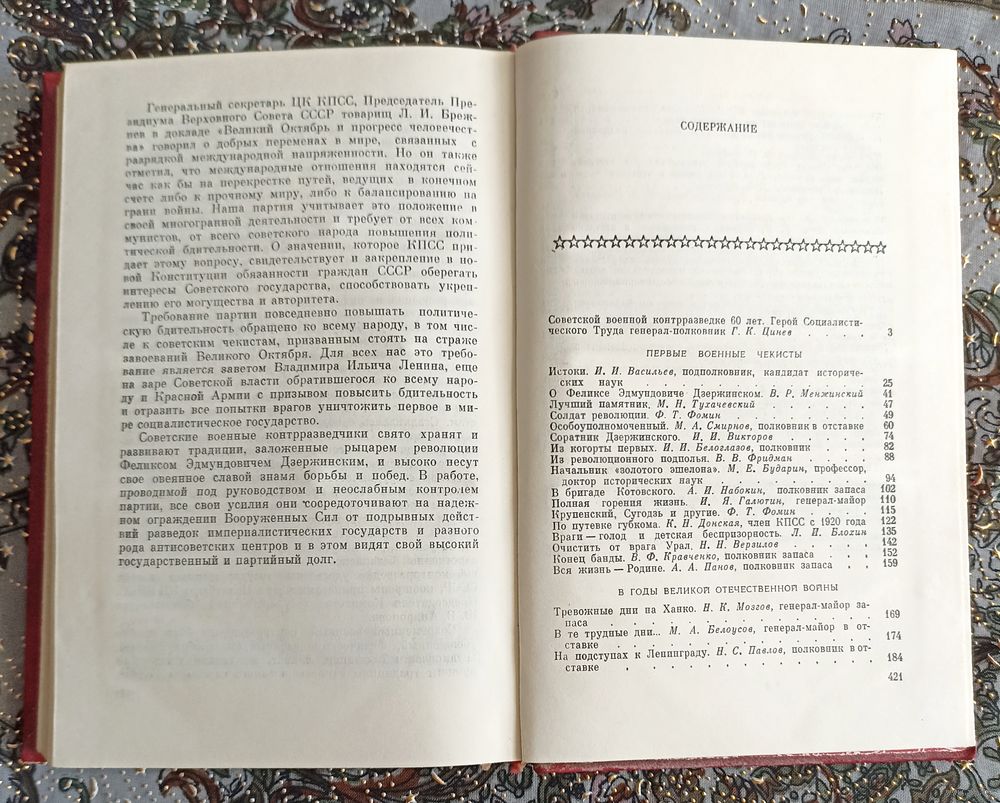 Генеральный секретарь ЦК КПСС, Председатель Пре-
зидиума Верховного Совета СССР товарищ Л. И. Бреж-
нев в докладе «Великий Октябрь и прогресс человечест-
ва» говорил о добрых переменах в мире, связанных с
разрядкой международной напряженности. Но он также
отметил, что международные отношения находятся сей-
час как бы на перекрестке путей, ведущих в конечном
счете либо к прочному миру, либо к балансированию на
грани войны. Наша партия учитывает это положение в
своей многогранной деятельности и требует от всех ком-
мунистов, от всего советского народа повышения поли-
тической бдительности. О значении, которое КПСС при-
дает этому вопросу, свидетельствует и закрепление в но-
вой Конституции обязанности граждан СССР оберегать
интересы Советского государства, способствовать укреп-
лению его могущества и авторитета.
Требование партии повседневно повышать политиче-
скую бдительность обращено ко всему народу, в том чис-
ле к советским чекистам, призванным стоять на страже
завоеваний Великого Октября. Для всех нас это требо-
вание является заветом Владимира Ильича Ленина, еще
на заре Советской власти обратившегося ко всему наро-
ду и Красной Армии с призывом повысить бдительность
и отразить все попытки врагов уничтожить первое в ми-
ре социалистическое государство.
Советские военные контрразведчики свято хранят и
развивают традиции, заложенные рыцарем революции
Феликсом Эдмундовичем Дзержинским, и высоко несут
свое овеянное славой знамя борьбы и побед. В работе,
проводимой под руководством и неослабным контролем
партии, все свои усилия они сосредоточивают на надеж-
ном ограждении Вооруженных Сил от подрывных дейст-
вий разведок империалистических государств и разного
рода антисоветских центров и в этом видят свой высокий
государственный и партийный долг.
СОДЕРЖАНИЕ
Советской военной контрразведке 60 лет. Герой Социалисти-
ческого Труда генерал-полковник Г. К. Цинев . . . . 3
ПЕРВЫЕ ВОЕННЫЕ ЧЕКИСТЫ
Истоки. И. И. Васильев, подполковник, кандидат историче-
ских наук . . . . . . . . . . . 25
О Феликсе Эдмундовиче Дзержинском. В. Р. Менжинский 41
Лучший памятник. М. Н. Тухачевский . . . . . 47
Солдат революции. Ф. Т. Фомин . . . . . . 49
Особоуполномоченный. М. А. Смирнов, полковник в отставке 60
Соратник Дзержинского. И. И. Викторов . . . . . 74
Из когорты первых. И. И. Белоглазов, полковник . . . 82
Из революционного подполья. В. В. Фридман . . . . 88
Начальник «золотого эшелона». М. Е. Бударин, профессор,
доктор исторических наук . . . . . . . 94
В бригаде Котовского. А. И. Набокин, полковник запаса 102
Полная горения жизнь. И. Я. Галютин, генерал-майор 110
Крупенский, Сугодзь и другие. Ф. Т. Фомин . . . . 115
По путевке губкома. К. Н. Донская, член КПСС с 1920 года 122
Враги — голод и детская беспризорность. Л. И. Блохин 135
Очистить от врага Урал. Н. Н. Верзилов . . . . . 142
Конец банды. В. Ф. Кравченко, полковник запаса . . . 152
Вся жизнь — Родине. А. А. Панов, полковник запаса . . 159
В ГОДЫ ВЕЛИКОЙ ОТЕЧЕСТВЕННОЙ ВОЙНЫ
Тревожные дни на Ханко. Н. К. Мозгов, генерал-майор за-
паса . . . . . . . . . . . . 169
В те трудные дни... М. А. Белоусов, генерал-майор в от-
ставке . . . . . . . . . . . 174
На подступах к Ленинграду. Н. С. Павлов, полковник в от-
ставке . . . . . . . . . . . 184
421